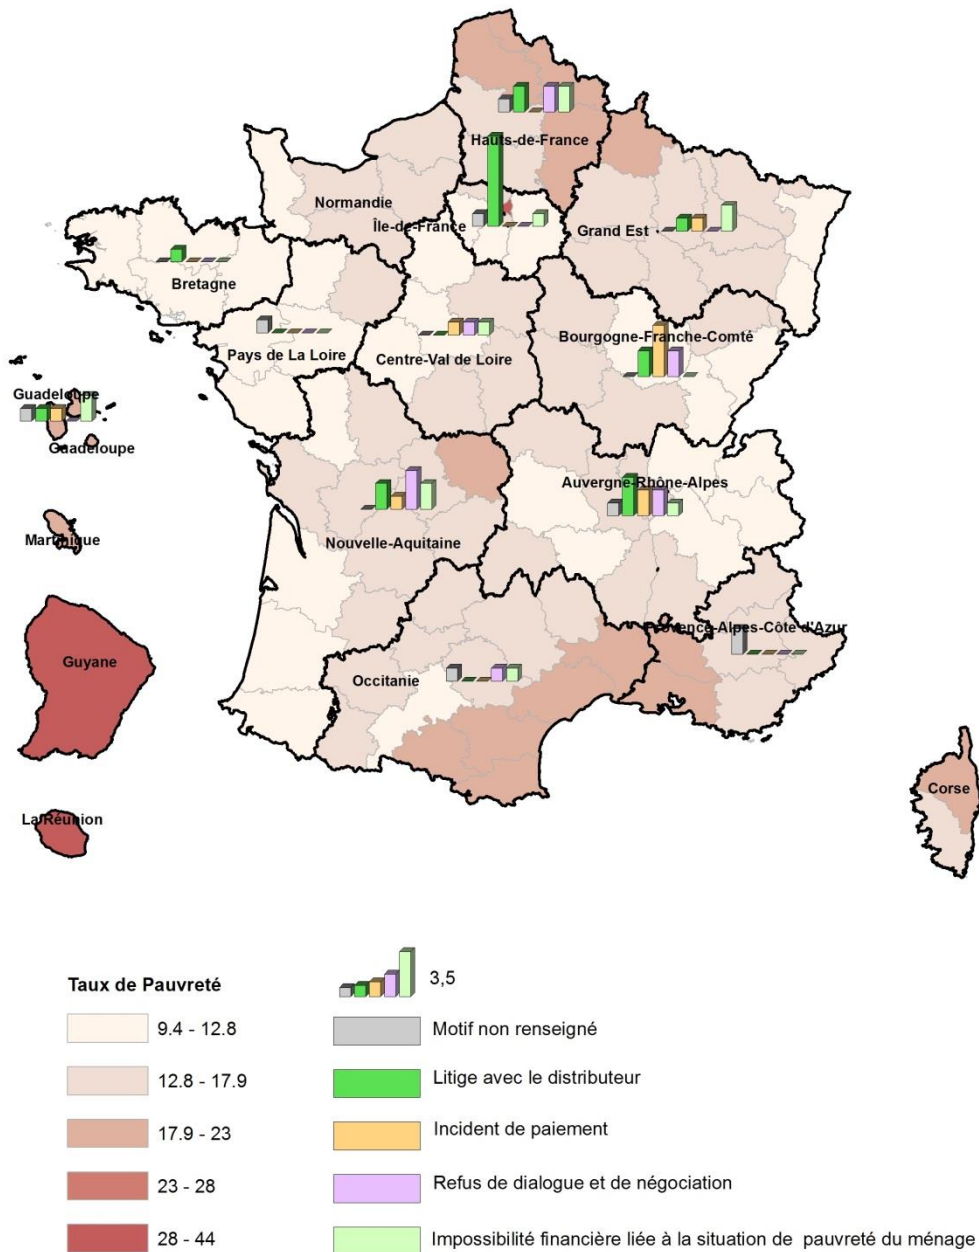 Hauts-de-France
Normandie
Île-de-France
Grand Est
Bretagne
Pays de La Loire
Centre-Val de Loire
Bourgogne-Franche-Comté
Guadeloupe
Guadeloupe
Auvergne-Rhône-Alpes
Martinique
Nouvelle-Aquitaine
Provence-Alpes-Côte d'Azur
Guyane
Occitanie
Corse
La Réunion
Taux de Pauvreté
9.4 - 12.8
12.8 - 17.9
17.9 - 23
23 - 28
28 - 44
3,5
Motif non renseigné
Litige avec le distributeur
Incident de paiement
Refus de dialogue et de négociation
Impossibilité financière liée à la situation de pauvreté du ménage